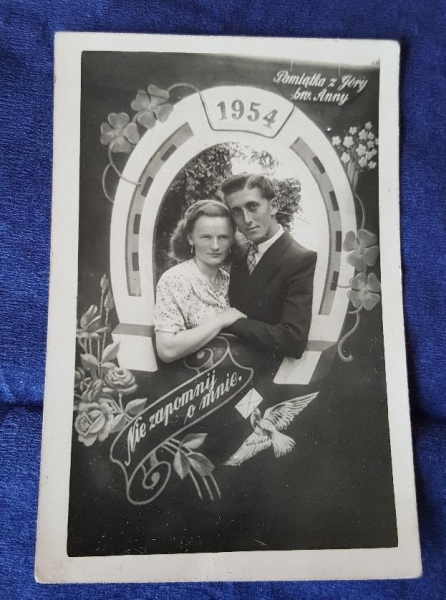 Pamiątka z Góry
św. Anny
1954
Nie zapomnij
o mnie.